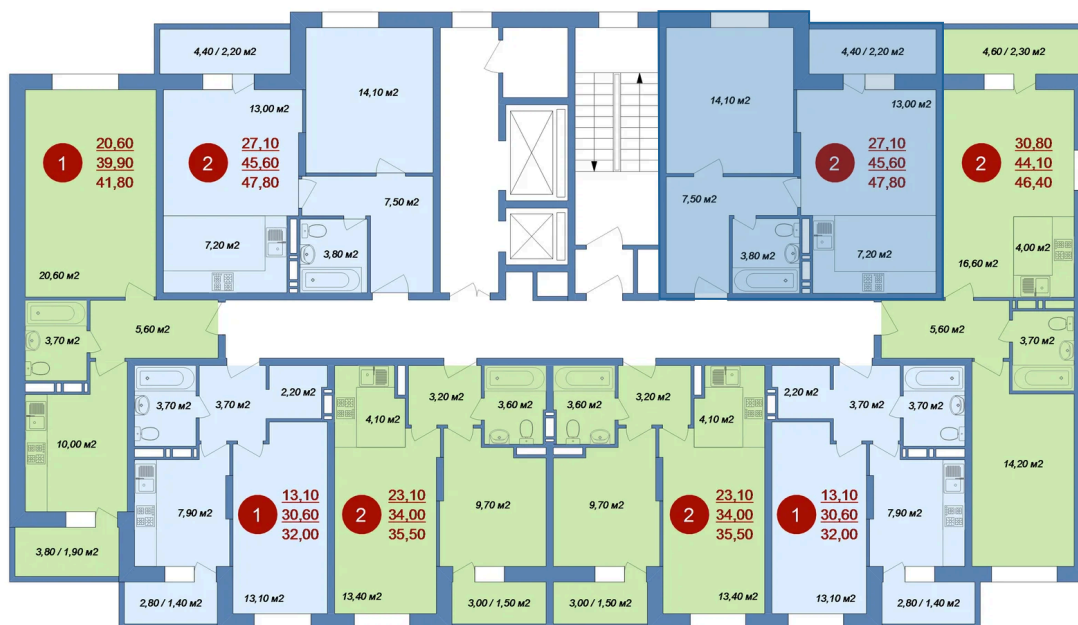 4,40 / 2,20 м2
13,00 м2
14,10 м2
1
20,60
39,90
41,80
2
27,10
45,60
47,80
7,50 м2
7,20 м2
3,80 м2
20,60 м2
14,10 м2
4,40 / 2,20 м2
13,00 м2
2
27,10
45,60
47,80
7,50 м2
3,80 м2
7,20 м2
4,60 / 2,30 м2
2
30,80
44,10
46,40
4,00 м2
16,60 м2
3,70 м2
5,60 м2
5,60 м2
3,70 м2
10,00 м2
3,80 / 1,90 м2
3,70 м2
3,70 м2
2,20 м2
7,90 м2
1
13,10
30,60
32,00
13,10 м2
2,80 / 1,40 м2
4,10 м2
3,20 м2
3,60 м2
2
23,10
34,00
35,50
9,70 м2
13,40 м2
3,00 / 1,50 м2
3,60 м2
3,20 м2
4,10 м2
9,70 м2
2
23,10
34,00
35,50
3,00 / 1,50 м2
13,40 м2
2,20 м2
3,70 м2
3,70 м2
1
13,10
30,60
32,00
7,90 м2
13,10 м2
2,80 / 1,40 м2
14,20 м2